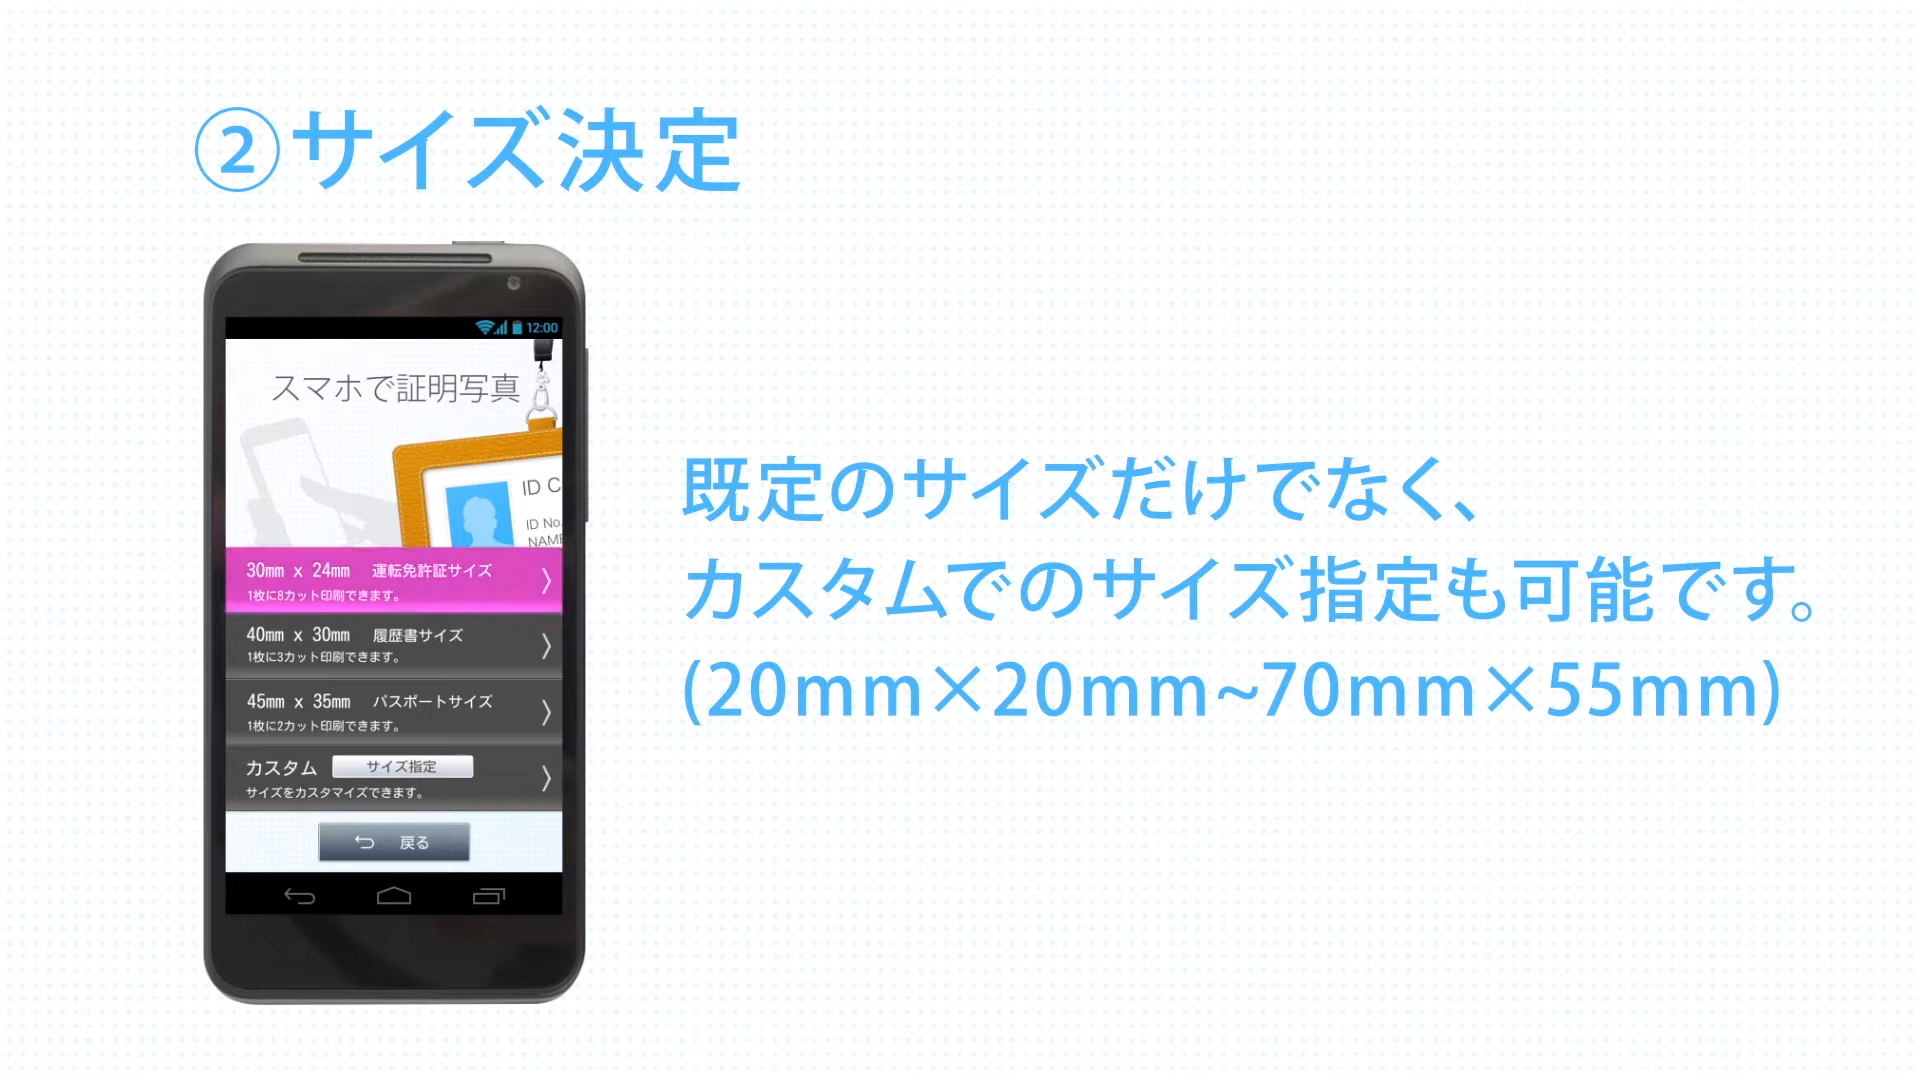 ②サイズ決定
12:00
スマホで証明写真
ID C
ID No.
NAME
30mm x 24mm 運転免許証サイズ
1枚に8カット印刷できます。
40mm x 30mm 履歴書サイズ
1枚に3カット印刷できます。
45mm x 35mm パスポートサイズ
1枚に2カット印刷できます。
カスタム サイズ指定
サイズをカスタマイズできます。
戻る
既定のサイズだけでなく、
カスタムでのサイズ指定も可能です。
(20mm×20mm~70mm×55mm)